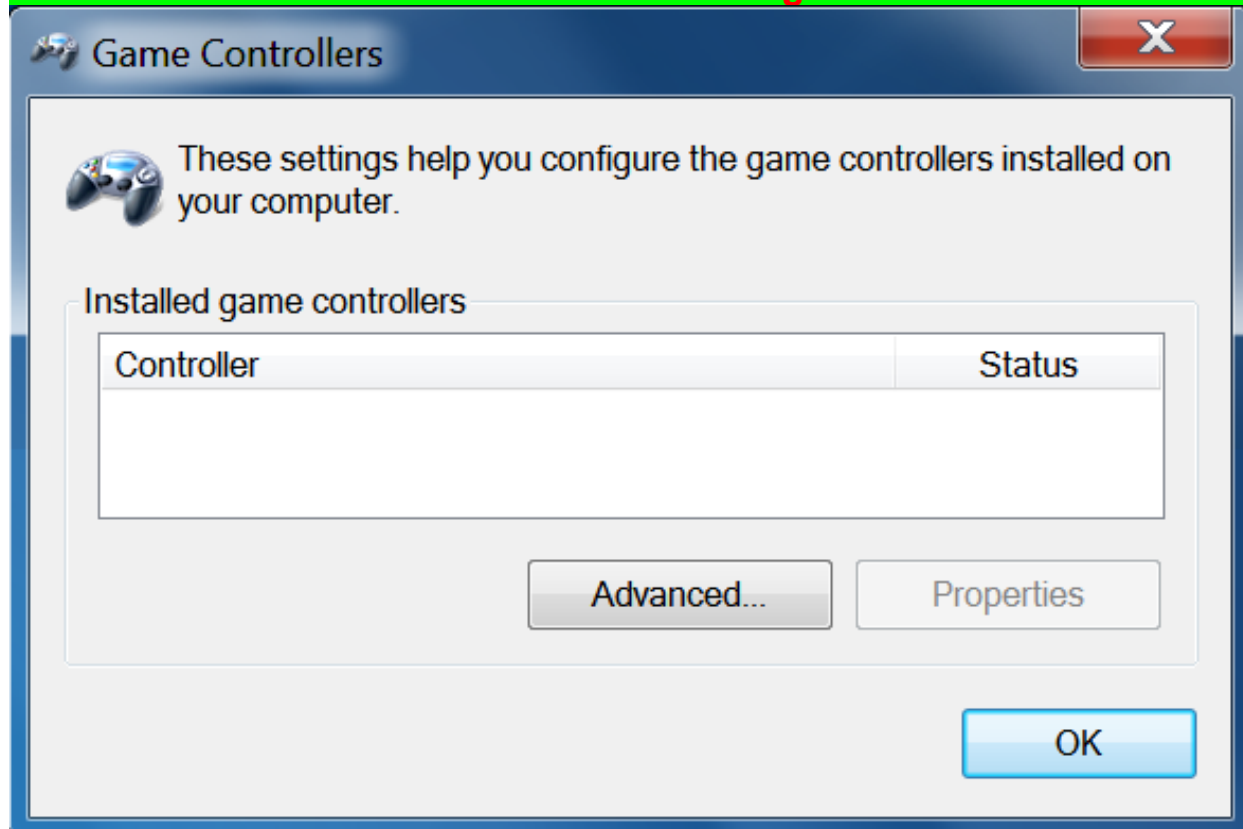 Game Controllers
These settings help you configure the game controllers installed on
your computer.
Installed game controllers
Controller Status
Advanced... Properties
OK